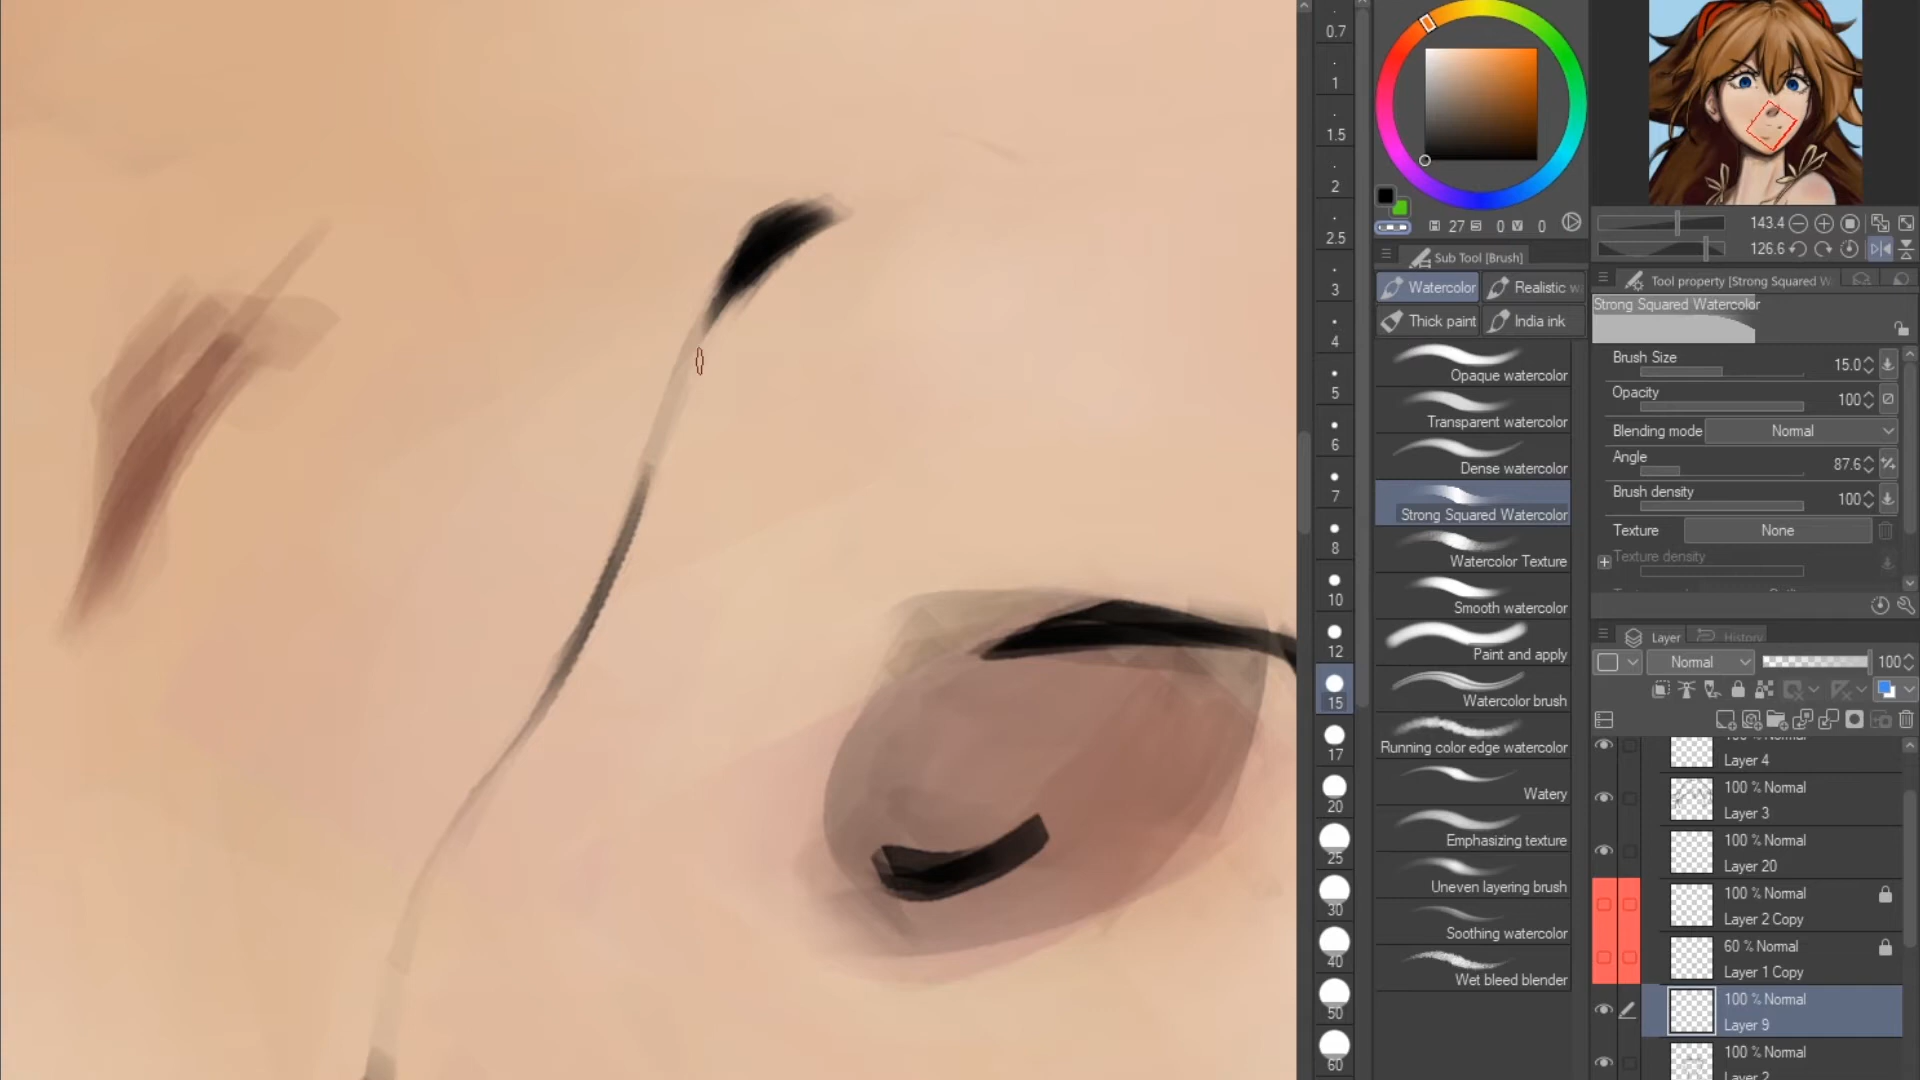 0.7
1
1.5
2
2.5
3
4
5
6
7
8
10
12
15
17
20
25
30
40
50
60
27 0 0
Sub Tool [Brush]
Watercolor
Realistic w
Thick paint
India ink
Opaque watercolor
Transparent watercolor
Dense watercolor
Strong Squared Watercolor
Watercolor Texture
Smooth watercolor
Paint and apply
Watercolor brush
Running color edge watercolor
Watery
Emphasizing texture
Uneven layering brush
Soothing watercolor
Wet bleed blender
143.4
126.6
Tool property [Strong Squared W
Strong Squared Watercolor
Brush Size 15.0
Opacity 100
Blending mode Normal
Angle 87.6
Brush density 100
Texture None
Texture density
Layer History
Normal 100
100 % Normal
Layer 4
100 % Normal
Layer 3
100 % Normal
Layer 20
100 % Normal
Layer 2 Copy
60 % Normal
Layer 1 Copy
100 % Normal
Layer 9
100 % Normal
Layer 2